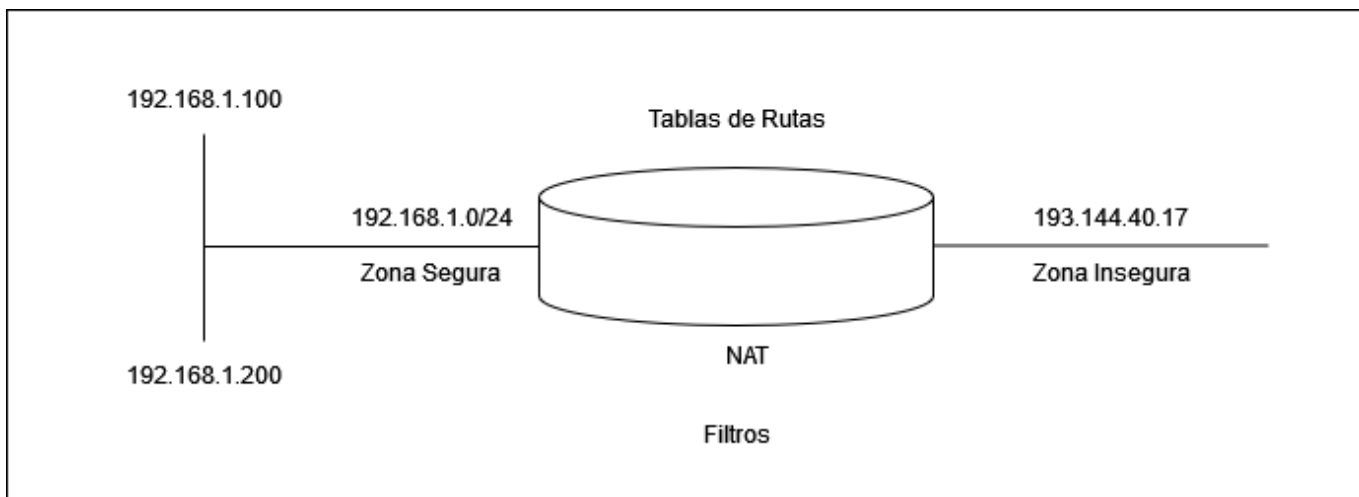 192.168.1.100
Tablas de Rutas
192.168.1.0/24
193.144.40.17
Zona Segura
Zona Insegura
NAT
192.168.1.200
Filtros